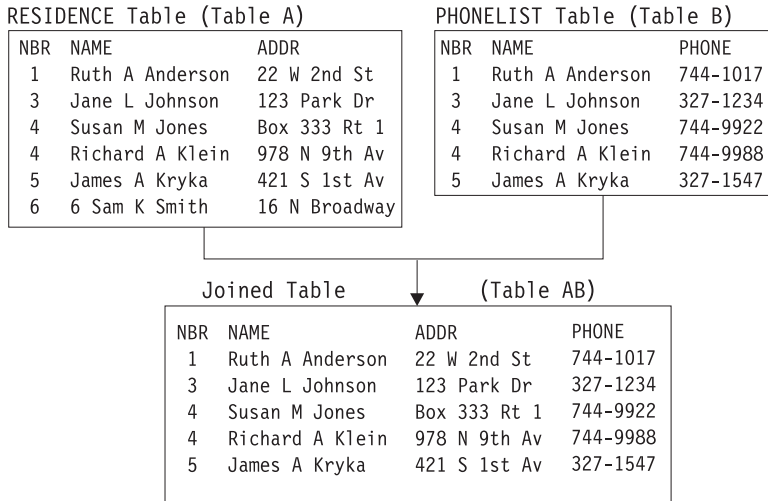 RESIDENCE Table (Table A)
NBR NAME ADDR
1 Ruth A Anderson 22 W 2nd St
3 Jane L Johnson 123 Park Dr
4 Susan M Jones Box 333 Rt 1
4 Richard A Klein 978 N 9th Av
5 James A Kryka 421 S 1st Av
6 6 Sam K Smith 16 N Broadway
PHONELIST Table (Table B)
NBR NAME PHONE
1 Ruth A Anderson 744-1017
3 Jane L Johnson 327-1234
4 Susan M Jones 744-9922
4 Richard A Klein 744-9988
5 James A Kryka 327-1547
Joined Table (Table AB)
NBR NAME ADDR PHONE
1 Ruth A Anderson 22 W 2nd St 744-1017
3 Jane L Johnson 123 Park Dr 327-1234
4 Susan M Jones Box 333 Rt 1 744-9922
4 Richard A Klein 978 N 9th Av 744-9988
5 James A Kryka 421 S 1st Av 327-1547